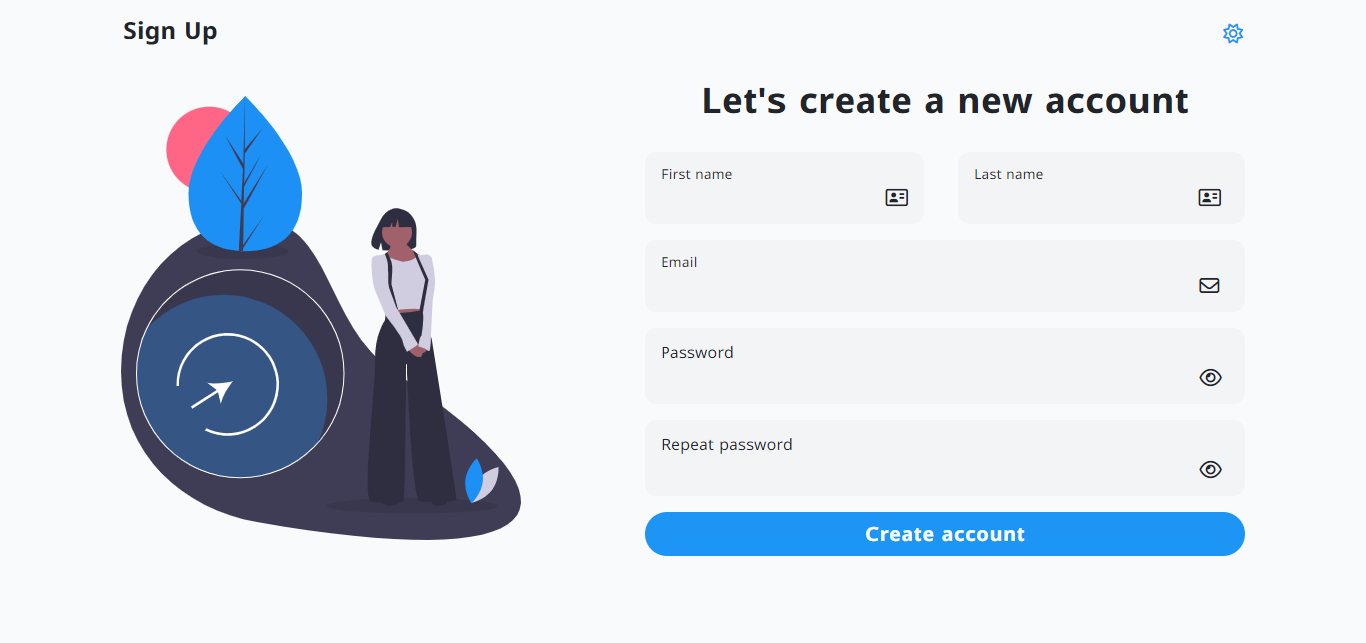 Sign Up
Let's create a new account
First name
Last name
Email
Password
Repeat password
Create account